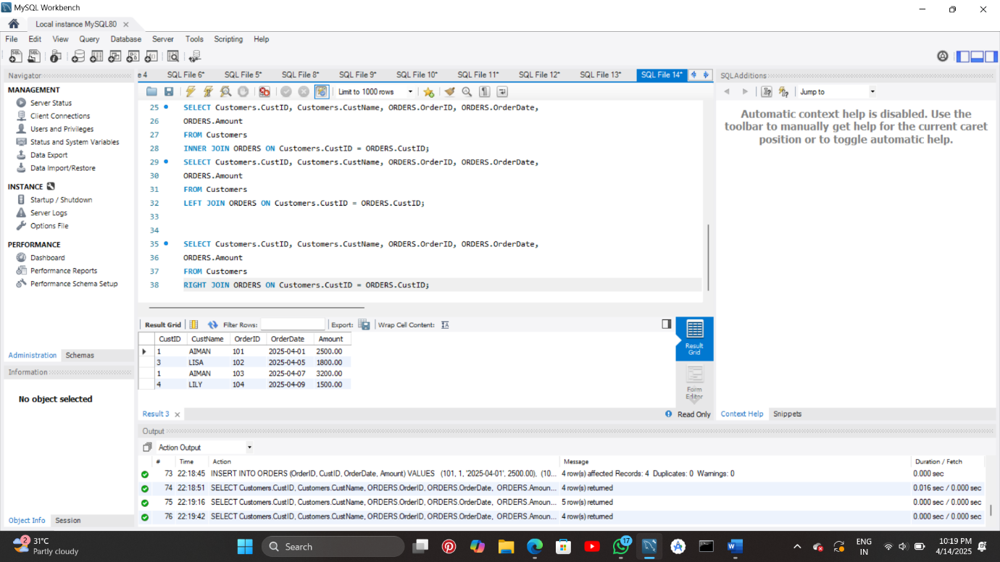 MySQL Workbench
Local instance MySQL80
File Edit View Query Database Server Tools Scripting Help
Navigator
MANAGEMENT
Server Status
Client Connections
Users and Privileges
Status and System Variables
Data Export
Data Import/Restore
INSTANCE
Startup / Shutdown
Server Logs
Options File
PERFORMANCE
Dashboard
Performance Reports
Performance Schema Setup
Administration Schemas
Information
No object selected
Object Info Session
e 4 SQL File 6* SQL File 5* SQL File 8* SQL File 9* SQL File 10* SQL File 11* SQL File 12* SQL File 13* SQL File 14*
Limit to 1000 rows
25 SELECT Customers.CustID, Customers.CustName, ORDERS.OrderID, ORDERS.OrderDate,
26 ORDERS.Amount
27 FROM Customers
28 INNER JOIN ORDERS ON Customers.CustID = ORDERS.CustID;
29 SELECT Customers.CustID, Customers.CustName, ORDERS.OrderID, ORDERS.OrderDate,
30 ORDERS.Amount
31 FROM Customers
32 LEFT JOIN ORDERS ON Customers.CustID = ORDERS.CustID;
33
34
35 SELECT Customers.CustID, Customers.CustName, ORDERS.OrderID, ORDERS.OrderDate,
36 ORDERS.Amount
37 FROM Customers
38 RIGHT JOIN ORDERS ON Customers.CustID = ORDERS.CustID;
Result Grid Filter Rows: Export: Wrap Cell Content:
CustID CustName OrderID OrderDate Amount
1 AIMAN 101 2025-04-01 2500.00
3 LISA 102 2025-04-05 1800.00
1 AIMAN 103 2025-04-07 3200.00
4 LILY 104 2025-04-09 1500.00
Result Grid
Form Editor
Result 3
Read Only
SQLAdditions
Jump to
Automatic context help is disabled. Use the
toolbar to manually get help for the current caret
position or to toggle automatic help.
Context Help Snippets
Output
Action Output
# Time Action Message Duration / Fetch
73 22:18:45 INSERT INTO ORDERS (OrderID, CustID, OrderDate, Amount) VALUES (101, 1, '2025-04-01', 2500.00), (10... 4 row(s) affected Records: 4 Duplicates: 0 Warnings: 0 0.000 sec
74 22:18:51 SELECT Customers.CustID, Customers.CustName, ORDERS.OrderID, ORDERS.OrderDate, ORDERS.Amoun... 4 row(s) returned 0.016 sec / 0.000 sec
75 22:19:16 SELECT Customers.CustID, Customers.CustName, ORDERS.OrderID, ORDERS.OrderDate, ORDERS.Amoun... 5 row(s) returned 0.000 sec / 0.000 sec
76 22:19:42 SELECT Customers.CustID, Customers.CustName, ORDERS.OrderID, ORDERS.OrderDate, ORDERS.Amoun... 4 row(s) returned 0.000 sec / 0.000 sec
2
31°C
Partly cloudy
Search
17
ENG
IN
10:19 PM
4/14/2025